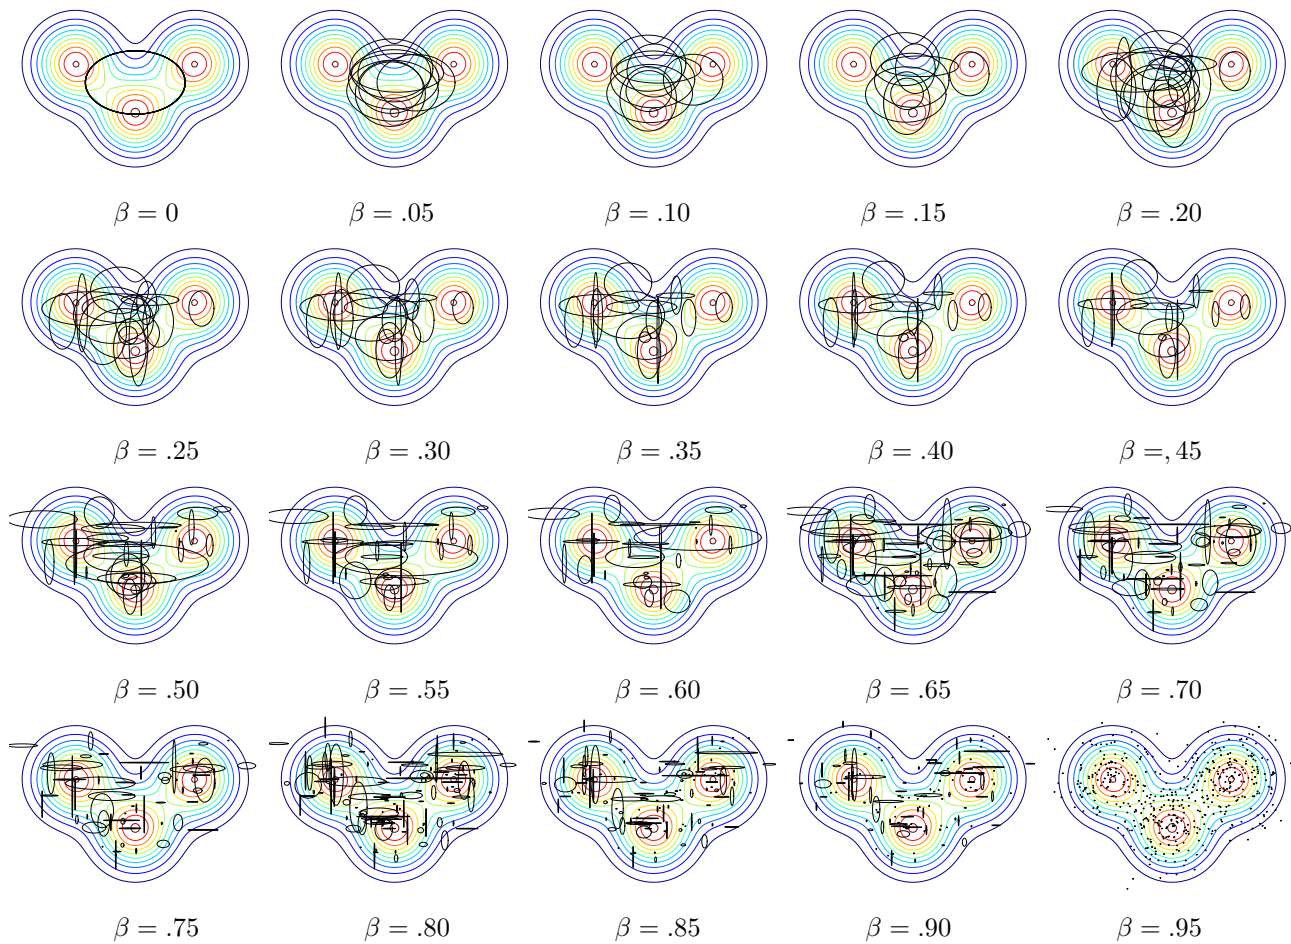 β = 0 β = .05 β = .10 β = .15 β = .20
β = .25 β = .30 β = .35 β = .40 β =, 45
β = .50 β = .55 β = .60 β = .65 β = .70
β = .75 β = .80 β = .85 β = .90 β = .95